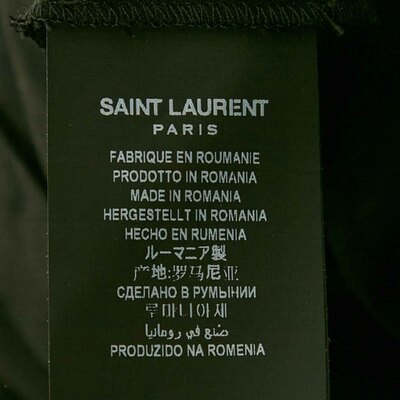 SAINT LAURENT
PARIS
FABRIQUE EN ROUMANIE
PRODOTTO IN ROMANIA
MADE IN ROMANIA
HERGESTELLT IN ROMANIA
HECHO EN RUMENIA
ルーマニア製
产地:罗马尼亚
СДЕЛАНО В РУМЫНИИ
루마니아제
صنع في رومانيا
PRODUZIDO NA ROMENIA